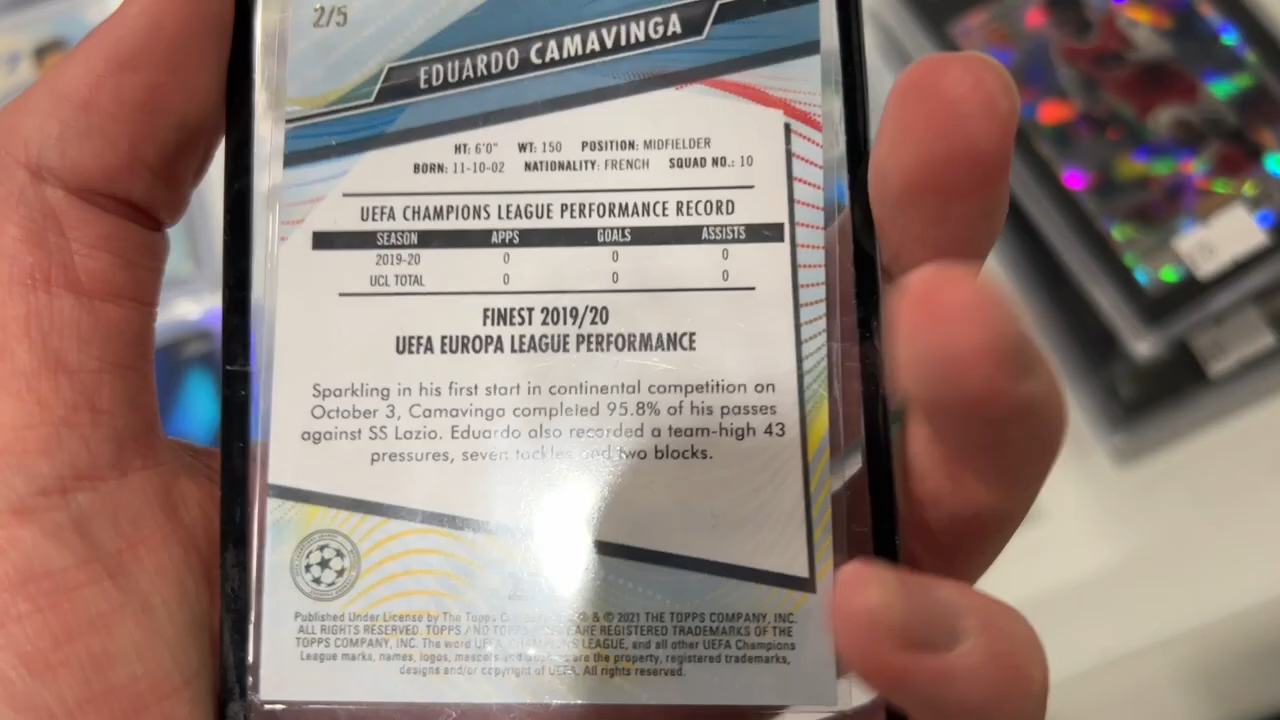 2/5
EDUARDO CAMAVINGA
HT: 6'0" WT: 150 POSITION: MIDFIELDER
BORN: 11-10-02 NATIONALITY: FRENCH SQUAD NO.: 10
UEFA CHAMPIONS LEAGUE PERFORMANCE RECORD
SEASON APPS GOALS ASSISTS
2019-20 0 0 0
UCL TOTAL 0 0 0
FINEST 2019/20
UEFA EUROPA LEAGUE PERFORMANCE
Sparkling in his first start in continental competition on
October 3, Camavinga completed 95.8% of his passes
against SS Lazio. Eduardo also recorded a team-high 43
pressures, seven tackles and two blocks.
Published Under License by The Topps & © 2021 THE TOPPS COMPANY, INC.
ALL RIGHTS RESERVED. TOPPS AND ARE REGISTERED TRADEMARKS OF THE
TOPPS COMPANY, INC. The word UEFA, CHAMPIONS LEAGUE, and all other UEFA Champions
League marks, names, logos, mascots and are the property, registered trademarks,
designs and/or copyright of UEFA. All rights reserved.